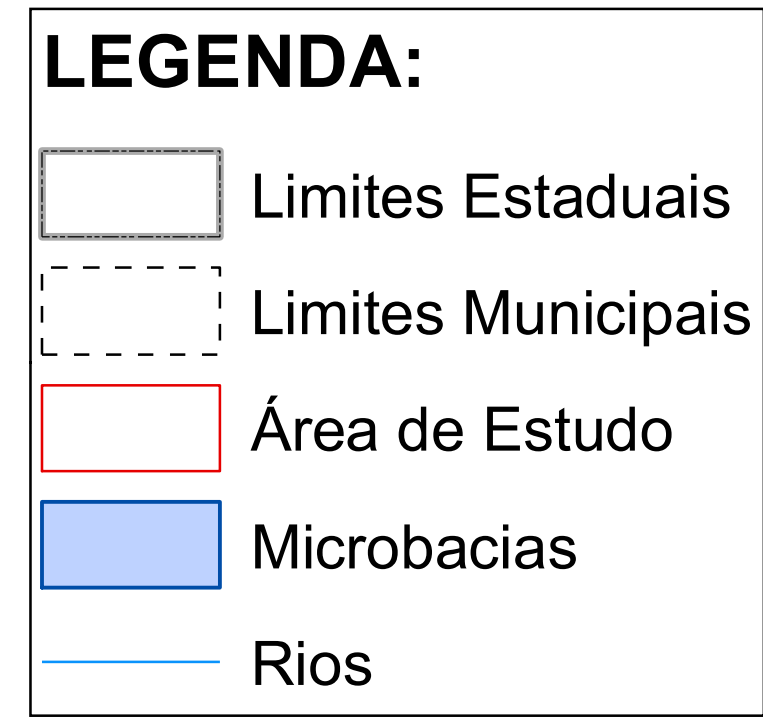 LEGENDA:
Limites Estaduais
Limites Municipais
Área de Estudo
Microbacias
Rios